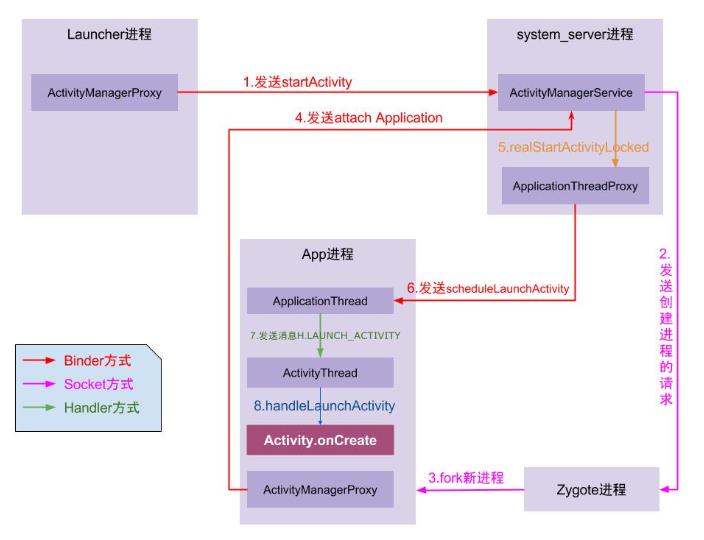 Launcher进程
ActivityManagerProxy
system_server进程
ActivityManagerService
1.发送startActivity
4.发送attach Application
5.realStartActivityLocked
ApplicationThreadProxy
2.
发
送
创
建
进
程
的
请
求
App进程
6.发送scheduleLaunchActivity
ApplicationThread
7.发送消息H.LAUNCH_ACTIVITY
ActivityThread
8.handleLaunchActivity
Activity.onCreate
ActivityManagerProxy
3.fork新进程
Zygote进程
Binder方式
Socket方式
Handler方式